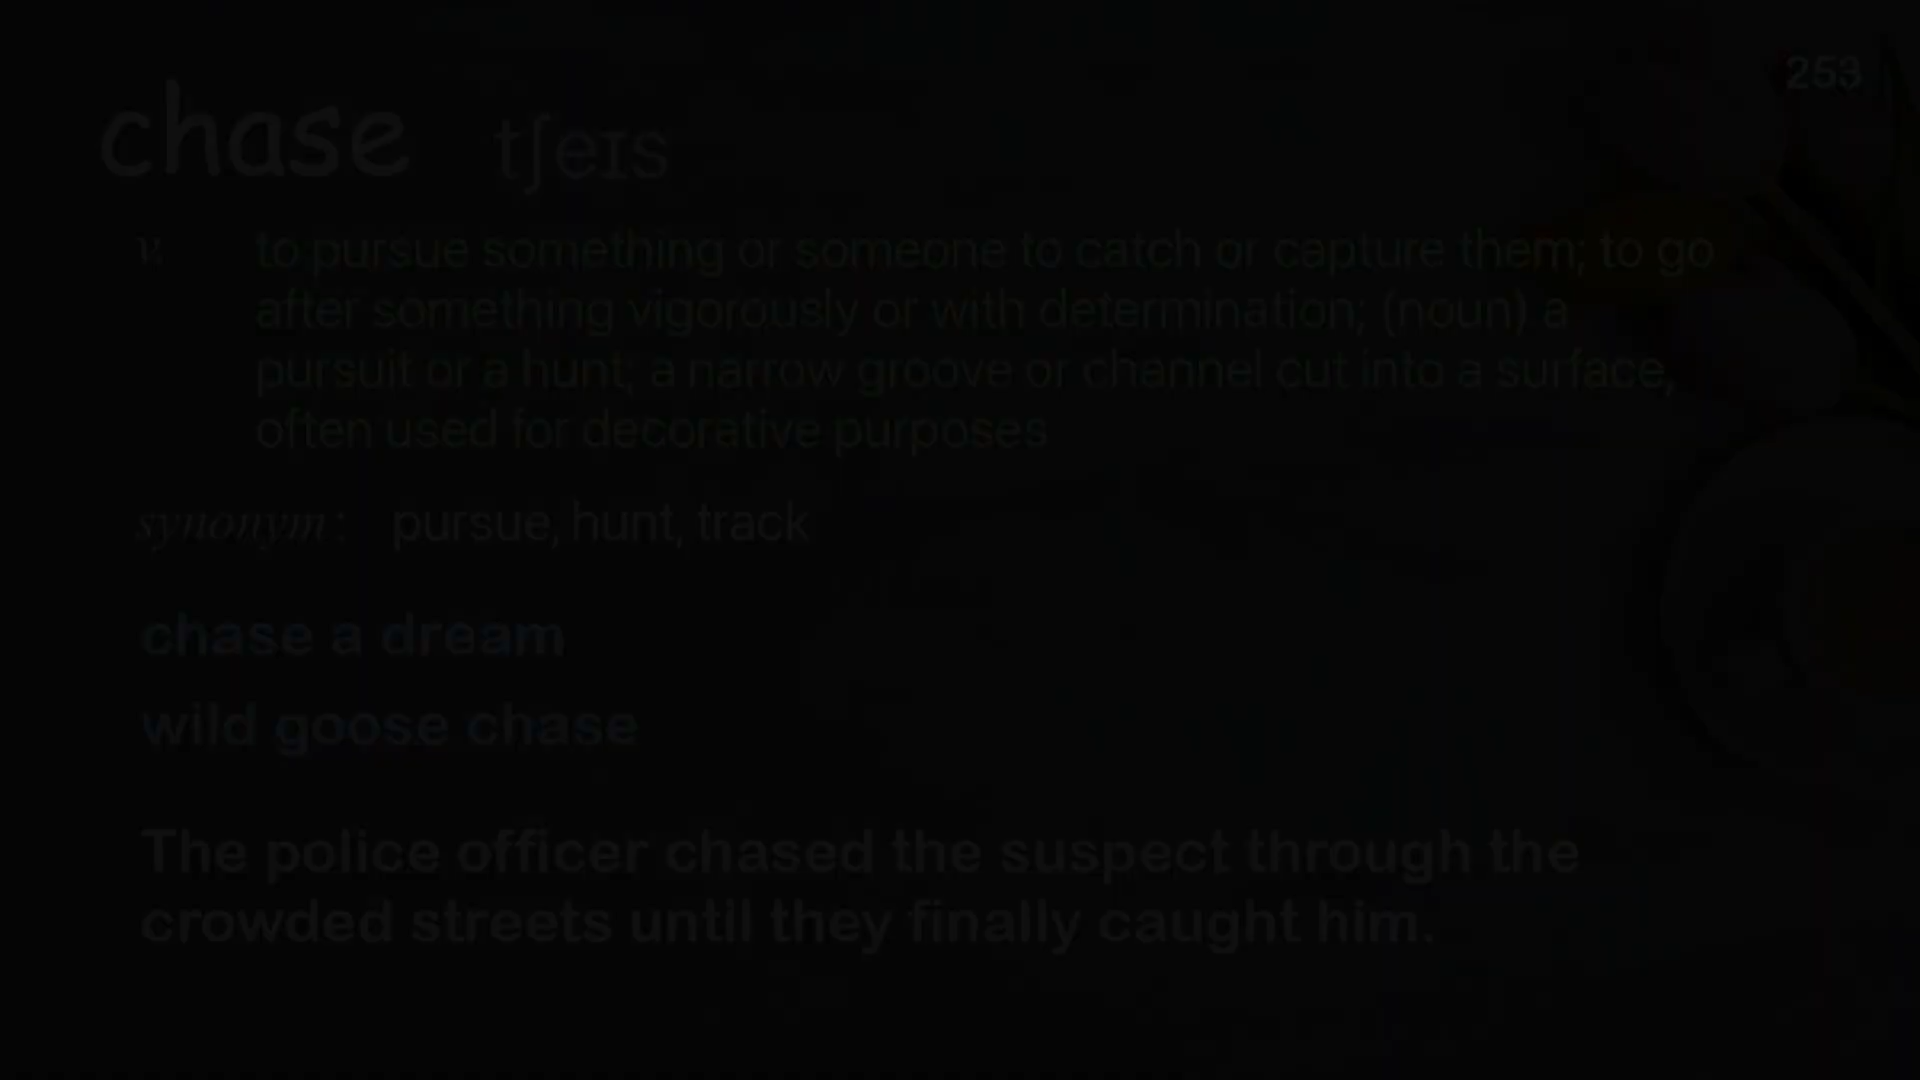 253
chase tʃeɪs
v. to pursue something or someone to catch or capture them; to go
after something vigorously or with determination; (noun) a
pursuit or a hunt; a narrow groove or channel cut into a surface,
often used for decorative purposes
synonym: pursue, hunt, track
chase a dream
wild goose chase
The police officer chased the suspect through the
crowded streets until they finally caught him.